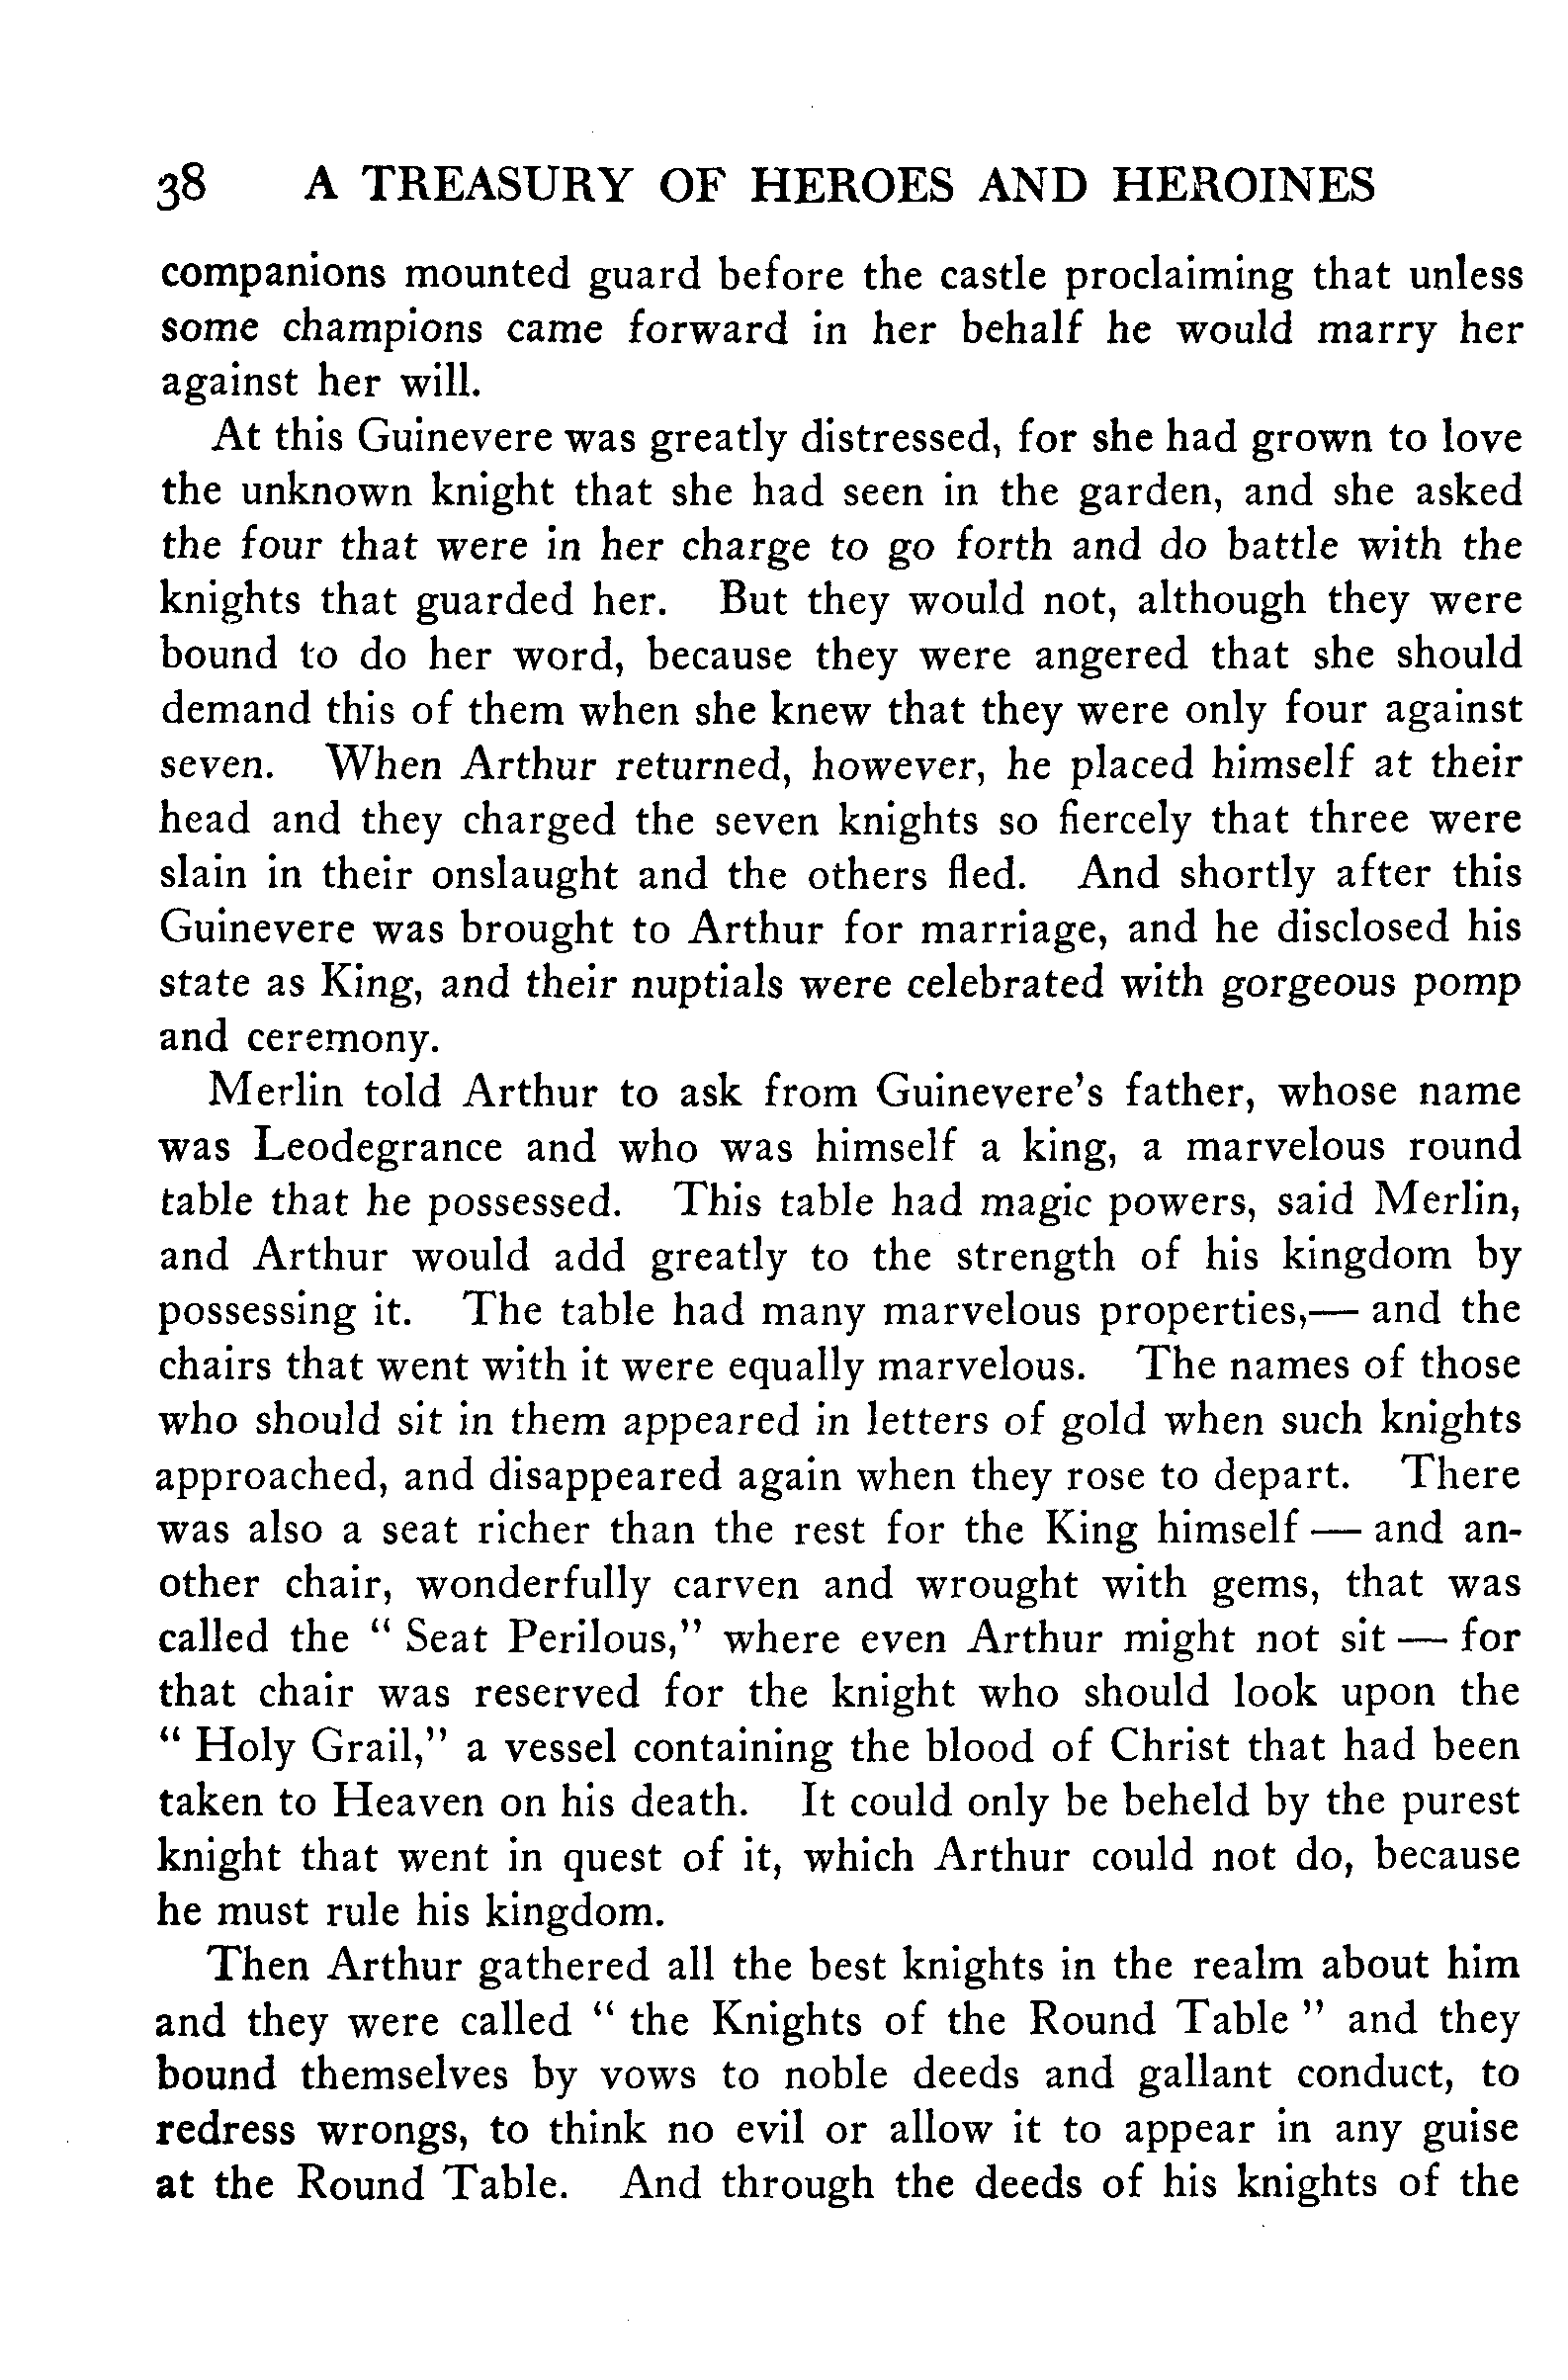 38 A TREASURY OF HEROES AND HEROINES
companions mounted guard before the castle proclaiming that unless
some champions came forward in her behalf he would marry her
against her will.
At this Guinevere was greatly distressed, for she had grown to love
the unknown knight that she had seen in the garden, and she asked
the four that were in her charge to go forth and do battle with the
knights that guarded her. But they would not, although they were
bound to do her word, because they were angered that she should
demand this of them when she knew that they were only four against
seven. When Arthur returned, however, he placed himself at their
head and they charged the seven knights so fiercely that three were
slain in their onslaught and the others fled. And shortly after this
Guinevere was brought to Arthur for marriage, and he disclosed his
state as King, and their nuptials were celebrated with gorgeous pomp
and ceremony.
Merlin told Arthur to ask from Guinevere's father, whose name
was Leodegrance and who was himself a king, a marvelous round
table that he possessed. This table had magic powers, said Merlin,
and Arthur would add greatly to the strength of his kingdom by
possessing it. The table had many marvelous properties,— and the
chairs that went with it were equally marvelous. The names of those
who should sit in them appeared in letters of gold when such knights
approached, and disappeared again when they rose to depart. There
was also a seat richer than the rest for the King himself — and an-
other chair, wonderfully carven and wrought with gems, that was
called the " Seat Perilous," where even Arthur might not sit — for
that chair was reserved for the knight who should look upon the
" Holy Grail," a vessel containing the blood of Christ that had been
taken to Heaven on his death. It could only be beheld by the purest
knight that went in quest of it, which Arthur could not do, because
he must rule his kingdom.
Then Arthur gathered all the best knights in the realm about him
and they were called " the Knights of the Round Table " and they
bound themselves by vows to noble deeds and gallant conduct, to
redress wrongs, to think no evil or allow it to appear in any guise
at the Round Table. And through the deeds of his knights of the